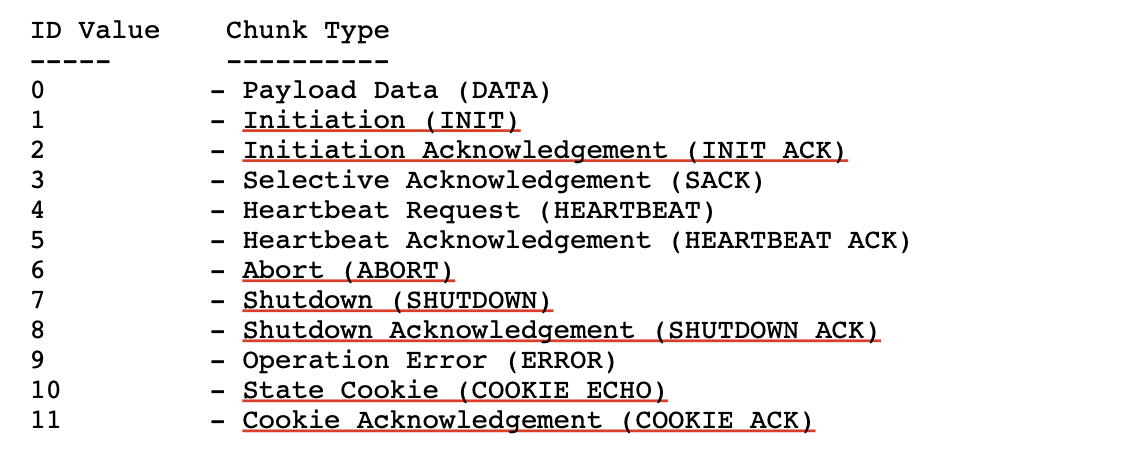 ID Value    Chunk Type
-----       ----------
0          - Payload Data (DATA)
1          - Initiation (INIT)
2          - Initiation Acknowledgement (INIT ACK)
3          - Selective Acknowledgement (SACK)
4          - Heartbeat Request (HEARTBEAT)
5          - Heartbeat Acknowledgement (HEARTBEAT ACK)
6          - Abort (ABORT)
7          - Shutdown (SHUTDOWN)
8          - Shutdown Acknowledgement (SHUTDOWN ACK)
9          - Operation Error (ERROR)
10         - State Cookie (COOKIE ECHO)
11         - Cookie Acknowledgement (COOKIE ACK)